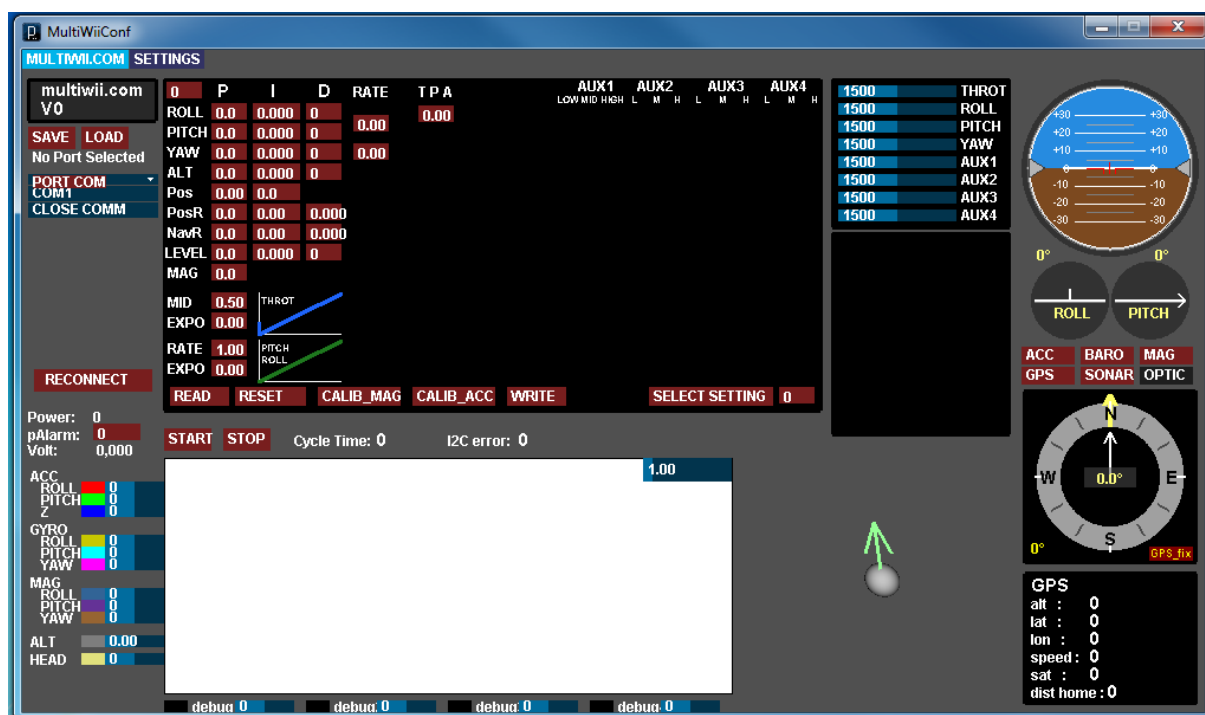 MultiWiiConf
MULTIWII.COM SETTINGS
multiwii.com
V0
SAVE LOAD
No Port Selected
PORT COM
COM1
CLOSE COMM
RECONNECT
Power: 0
pAlarm: 0
Volt: 0,000
0 P I D RATE T P A
ROLL 0.0 0.000 0
PITCH 0.0 0.000 0
0.00
0.00
YAW 0.0 0.000 0 0.00
ALT 0.0 0.000 0
Pos 0.00 0.0
PosR 0.0 0.00 0.000
NavR 0.0 0.00 0.000
LEVEL 0.0 0.000 0
MAG 0.0
MID 0.50 THROT
EXPO 0.00
RATE 1.00 PITCH
ROLL
EXPO 0.00
AUX1 AUX2 AUX3 AUX4
LOW MID HIGH L M H L M H L M H
READ RESET CALIB_MAG CALIB_ACC WRITE SELECT SETTING 0
1500 THROT
1500 ROLL
1500 PITCH
1500 YAW
1500 AUX1
1500 AUX2
1500 AUX3
1500 AUX4
+30 +30
+20 +20
+10 +10
0 0
-10 -10
-20 -20
-30 -30
0° 0°
ROLL PITCH
ACC BARO MAG
GPS SONAR OPTIC
START STOP Cycle Time: 0 I2C error: 0
1.00
ACC
ROLL 0
PITCH 0
Z 0
GYRO
ROLL 0
PITCH 0
YAW 0
MAG
ROLL 0
PITCH 0
YAW 0
ALT 0.00
HEAD 0
debug 0 debug 0 debug 0 debug 0
N
W 0.0° E
S
0° GPS_fix
GPS
alt : 0
lat : 0
lon : 0
speed : 0
sat : 0
dist home : 0